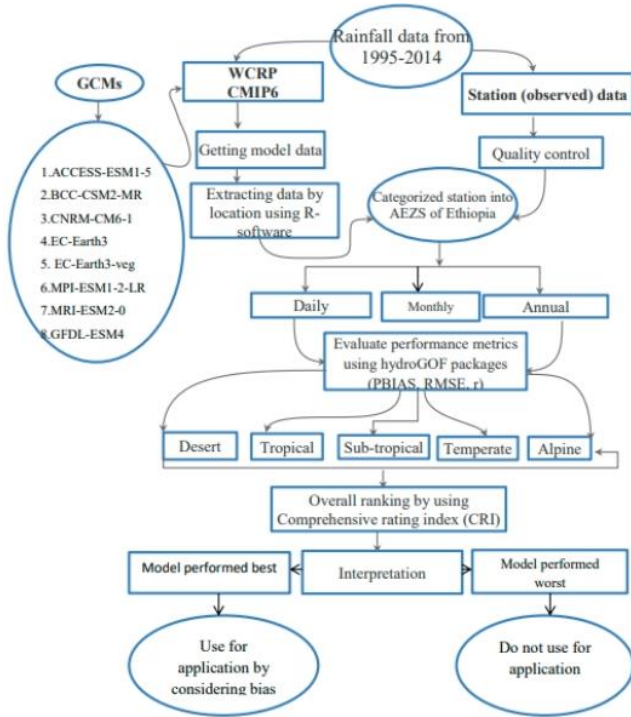 Rainfall data from
1995-2014
GCMs
WCRP
CMIP6
Station (observed) data
1.ACCESS-ESM1-5
2.BCC-CSM2-MR
3.CNRM-CM6-1
4.EC-Earth3
5. EC-Earth3-veg
6.MPI-ESM1-2-LR
7.MRI-ESM2-0
8.GFDL-ESM4
Getting model data
Quality control
Extracting data by
location using R-
software
Categorized station into
AEZS of Ethiopia
Daily
Monthly
Annual
Evaluate performance metrics
using hydroGOF packages
(PBIAS, RMSE, r)
Desert
Tropical
Sub-tropical
Temperate
Alpine
Overall ranking by using
Comprehensive rating index (CRI)
Model performed best
Interpretation
Model performed
worst
Use for
application by
considering bias
Do not use for
application